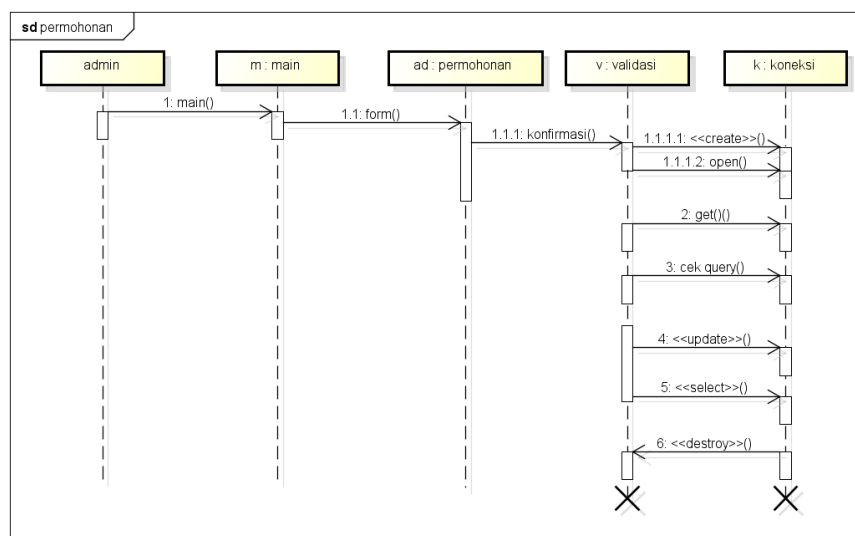 sd permohonan
admin
m : main
ad : permohonan
v : validasi
k : koneksi
1: main()
1.1: form()
1.1.1: konfirmasi()
1.1.1.1: <<create>>()
1.1.1.2: open()
2: get()()
3: cek query()
4: <<update>>()
5: <<select>>()
6: <<destroy>>()